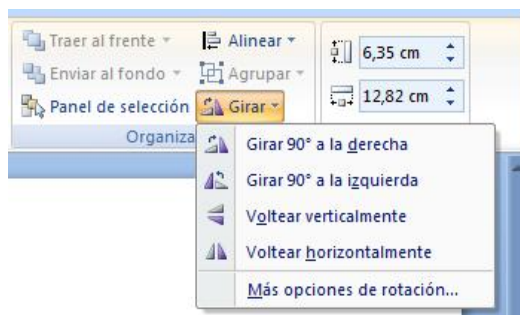 Traer al frente
Alinear
6,35 cm
Enviar al fondo
Agrupar
12,82 cm
Panel de selección
Girar
Organiza
Girar 90° a la derecha
Girar 90° a la izquierda
Voltear verticalmente
Voltear horizontalmente
Más opciones de rotación...